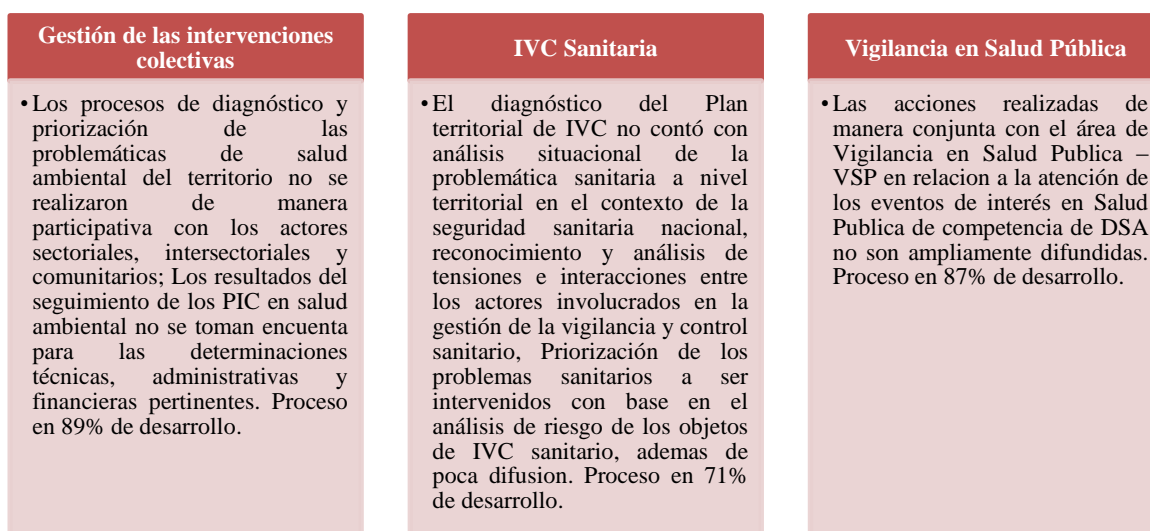 Gestión de las intervenciones
colectivas
• Los procesos de diagnóstico y
priorización de las
problemáticas de salud
ambiental del territorio no se
realizaron de manera
participativa con los actores
sectoriales, intersectoriales y
comunitarios; Los resultados del
seguimiento de los PIC en salud
ambiental no se toman encuenta
para las determinaciones
técnicas, administrativas y
financieras pertinentes. Proceso
en 89% de desarrollo.
IVC Sanitaria
• El diagnóstico del Plan
territorial de IVC no contó con
análisis situacional de la
problemática sanitaria a nivel
territorial en el contexto de la
seguridad sanitaria nacional,
reconocimiento y análisis de
tensiones e interacciones entre
los actores involucrados en la
gestión de la vigilancia y control
sanitario, Priorización de los
problemas sanitarios a ser
intervenidos con base en el
análisis de riesgo de los objetos
de IVC sanitario, ademas de
poca difusion. Proceso en 71%
de desarrollo.
Vigilancia en Salud Pública
• Las acciones realizadas de
manera conjunta con el área de
Vigilancia en Salud Publica –
VSP en relacion a la atención de
los eventos de interés en Salud
Publica de competencia de DSA
no son ampliamente difundidas.
Proceso en 87% de desarrollo.